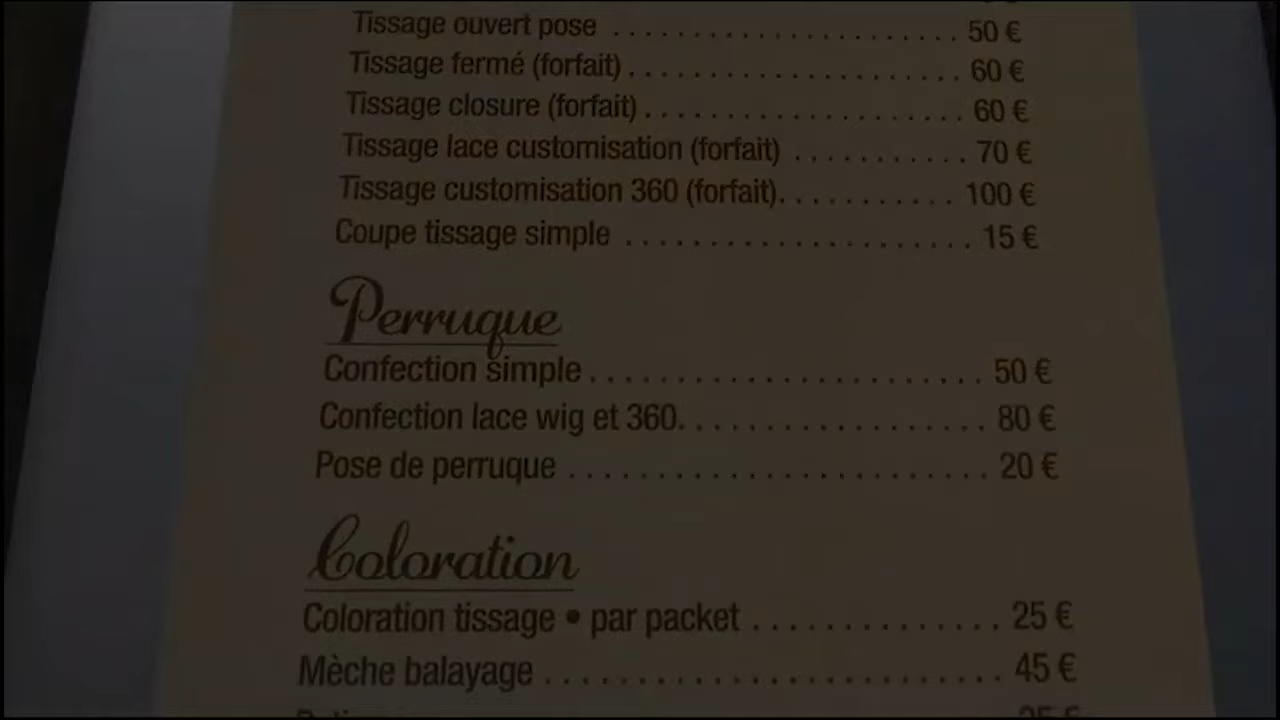 Tissage ouvert pose ...................... 50 €
Tissage fermé (forfait) ..................... 60 €
Tissage closure (forfait) .................... 60 €
Tissage lace customisation (forfait) ........... 70 €
Tissage customisation 360 (forfait). ........... 100 €
Coupe tissage simple ..................... 15 €
Perruque
Confection simple ....................... 50 €
Confection lace wig et 360. ................. 80 €
Pose de perruque ........................ 20 €
Coloration
Coloration tissage • par packet .............. 25 €
Mèche balayage .......................... 45 €